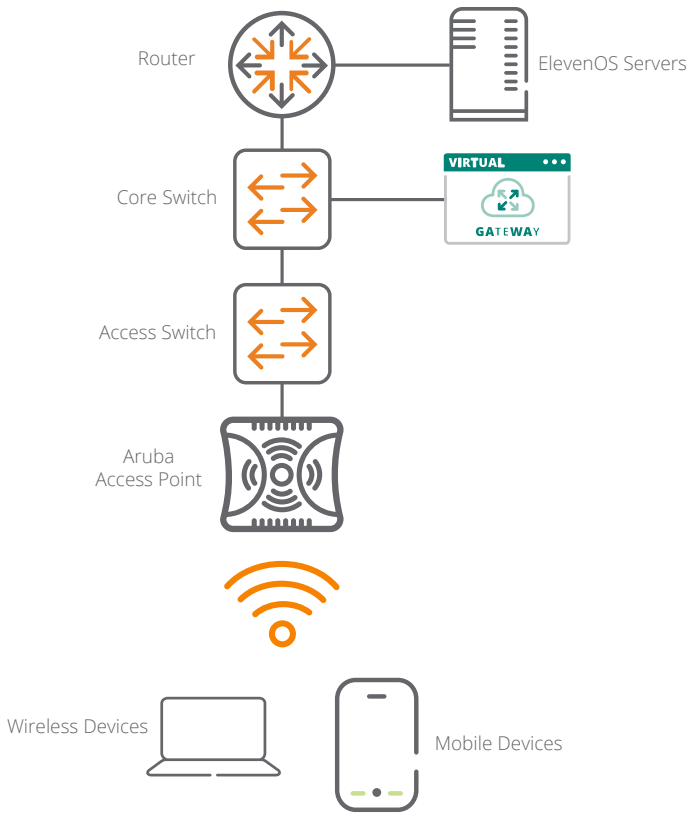 Router
ElevenOS Servers
VIRTUAL
Core Switch
GATEWAY
Access Switch
Aruba
Access Point
Wireless Devices
Mobile Devices